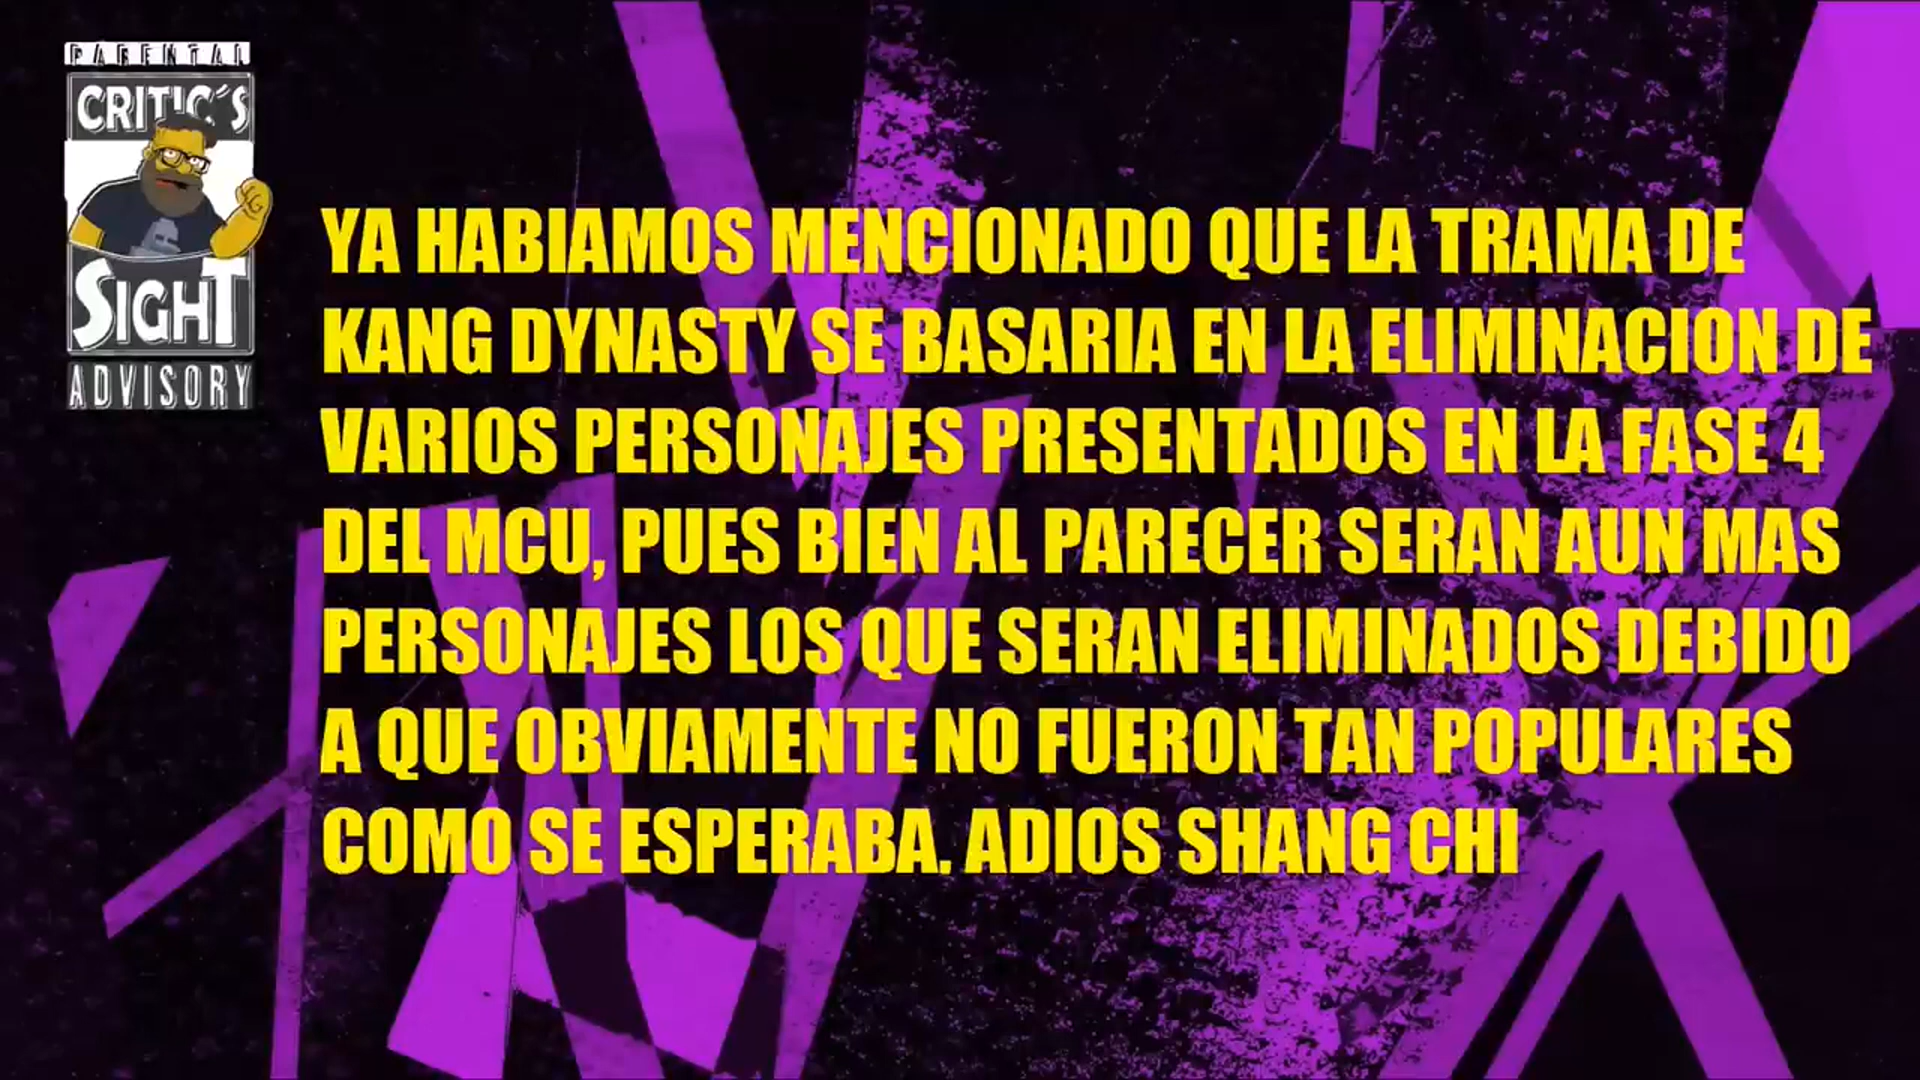 PARENTAL
CRITIC´S
SIGHT
ADVISORY
YA HABIAMOS MENCIONADO QUE LA TRAMA DE
KANG DYNASTY SE BASARIA EN LA ELIMINACION DE
VARIOS PERSONAJES PRESENTADOS EN LA FASE 4
DEL MCU, PUES BIEN AL PARECER SERAN AUN MAS
PERSONAJES LOS QUE SERAN ELIMINADOS DEBIDO
A QUE OBVIAMENTE NO FUERON TAN POPULARES
COMO SE ESPERABA. ADIOS SHANG CHI